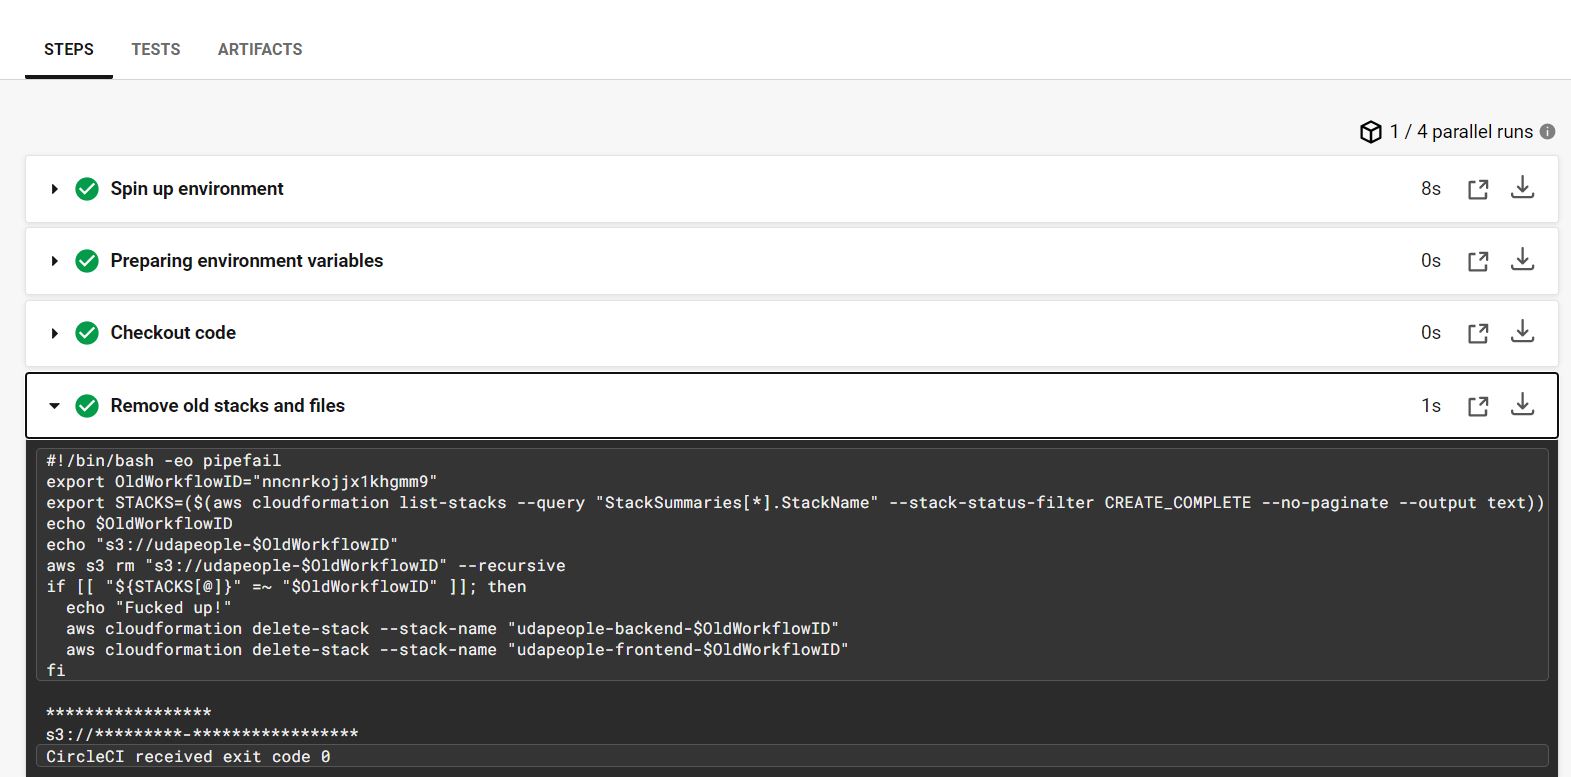 STEPS TESTS ARTIFACTS
1 / 4 parallel runs
Spin up environment 8s
Preparing environment variables 0s
Checkout code 0s
Remove old stacks and files 1s
#!/bin/bash -eo pipefail
export OldWorkflowID="nncnrkojjx1khgmm9"
export STACKS=($(aws cloudformation list-stacks --query "StackSummaries[*].StackName" --stack-status-filter CREATE_COMPLETE --no-paginate --output text))
echo $OldWorkflowID
echo "s3://udapeople-$OldWorkflowID"
aws s3 rm "s3://udapeople-$OldWorkflowID" --recursive
if [[ "${STACKS[@]}" =~ "$OldWorkflowID" ]]; then
  echo "Fucked up!"
  aws cloudformation delete-stack --stack-name "udapeople-backend-$OldWorkflowID"
  aws cloudformation delete-stack --stack-name "udapeople-frontend-$OldWorkflowID"
fi
*****************
s3://*********-*****************
CircleCI received exit code 0